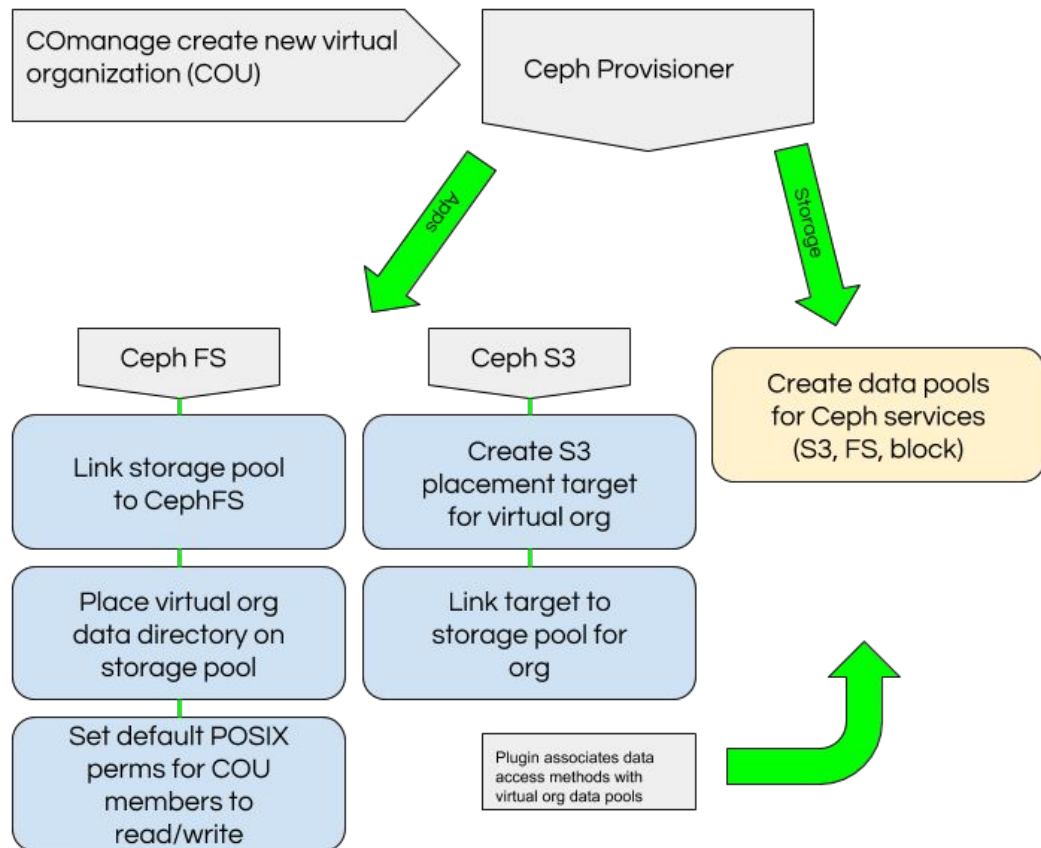 COmanage create new virtual
organization (COU)
Ceph Provisioner
Apps
Storage
Ceph FS
Ceph S3
Link storage pool
to CephFS
Place virtual org
data directory on
storage pool
Set default POSIX
perms for COU
members to
read/write
Create S3
placement target
for virtual org
Link target to
storage pool for
org
Create data pools
for Ceph services
(S3, FS, block)
Plugin associates data
access methods with
virtual org data pools